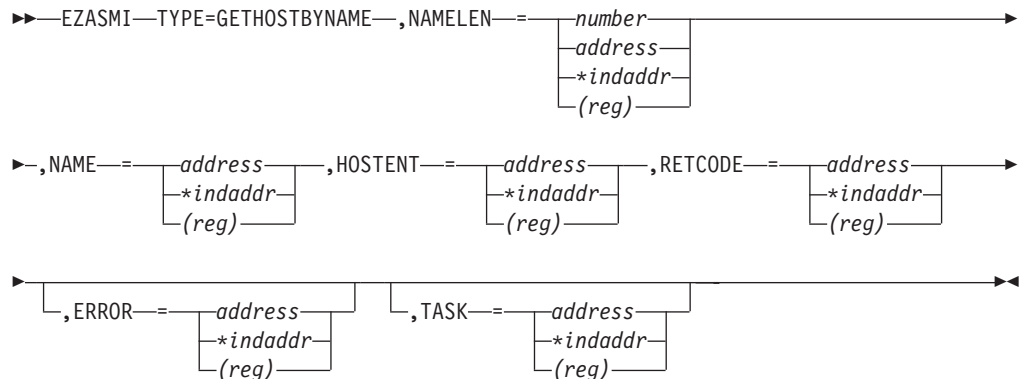 EZASMI TYPE=GETHOSTBYNAME ,NAMELEN = number
address
*indaddr
(reg)
,NAME = address ,HOSTENT = address ,RETCODE = address
*indaddr *indaddr *indaddr
(reg) (reg) (reg)
,ERROR = address ,TASK = address
*indaddr *indaddr
(reg) (reg)